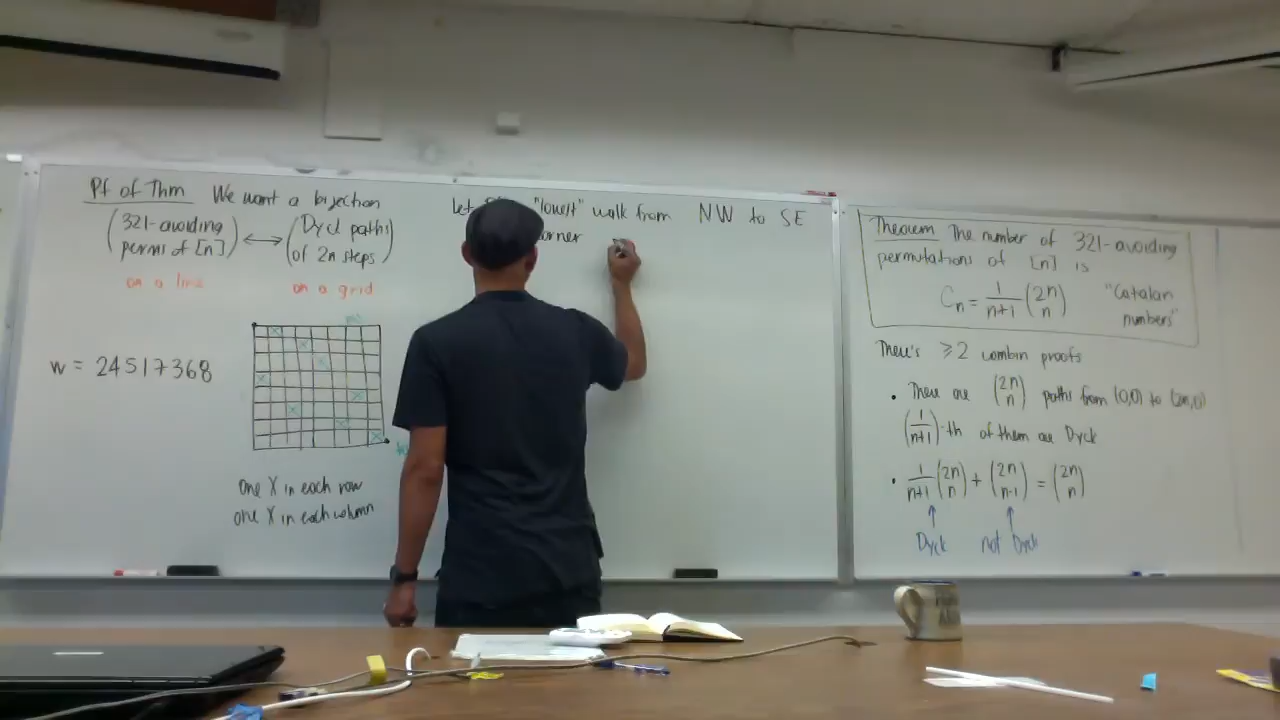 Pf of Thm We want a bijection
(321-avoiding perms of [n]) ↔ (Dyck paths of 2n steps)
on a line on a grid
w = 24517368
one X in each row
one X in each column
Let "lowest" walk from NW to SE
corner
Theorem The number of 321-avoiding
permutations of [n] is
Cn = 1/(n+1) (2n n) "Catalan numbers"
There's ≥2 combin proofs
• There are (2n n) paths from (0,0) to (2n,0)
(1/(n+1))-th of them are Dyck
• 1/(n+1) (2n n) + (2n n-1) = (2n n)
↑ ↑
Dyck not Dyck